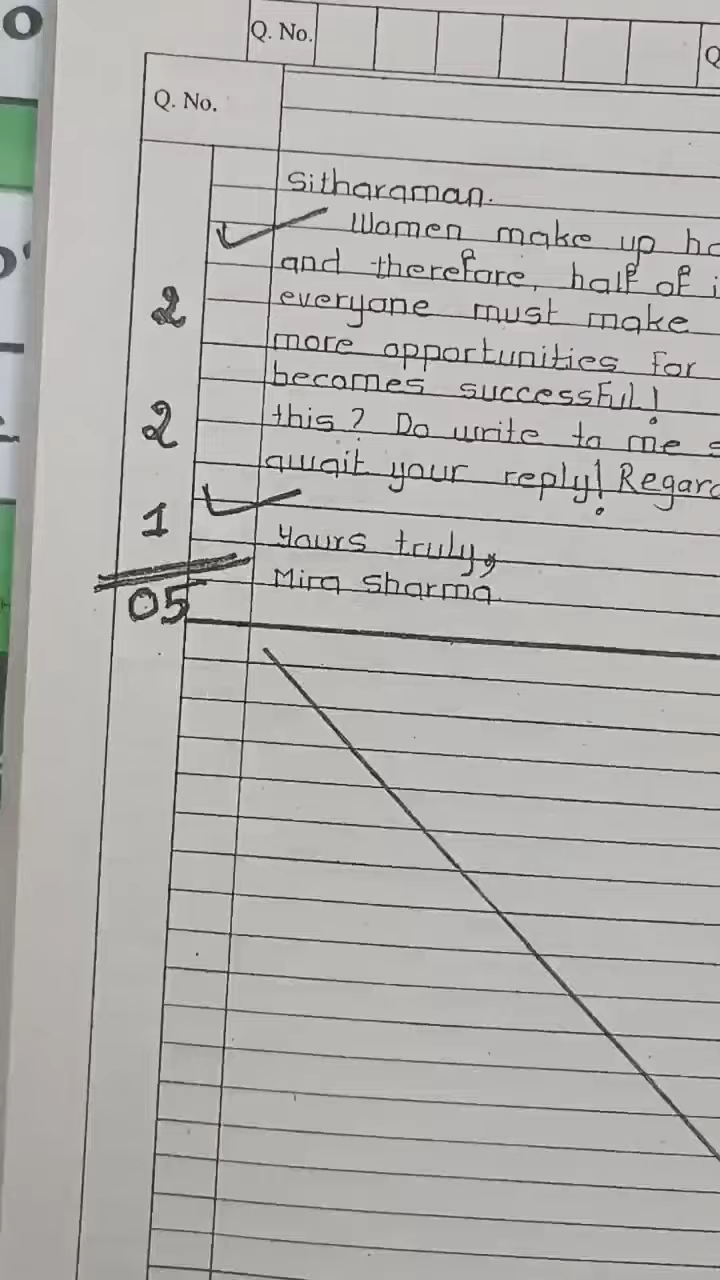 Q. No.
Q. No.
Sitharaman.
Women make up
and therefore, half of
everyone must make
2
more opportunities for
becomes successful!
this? Do write to me
2
await your reply!
Yours truly,
1
Mira Sharma
05